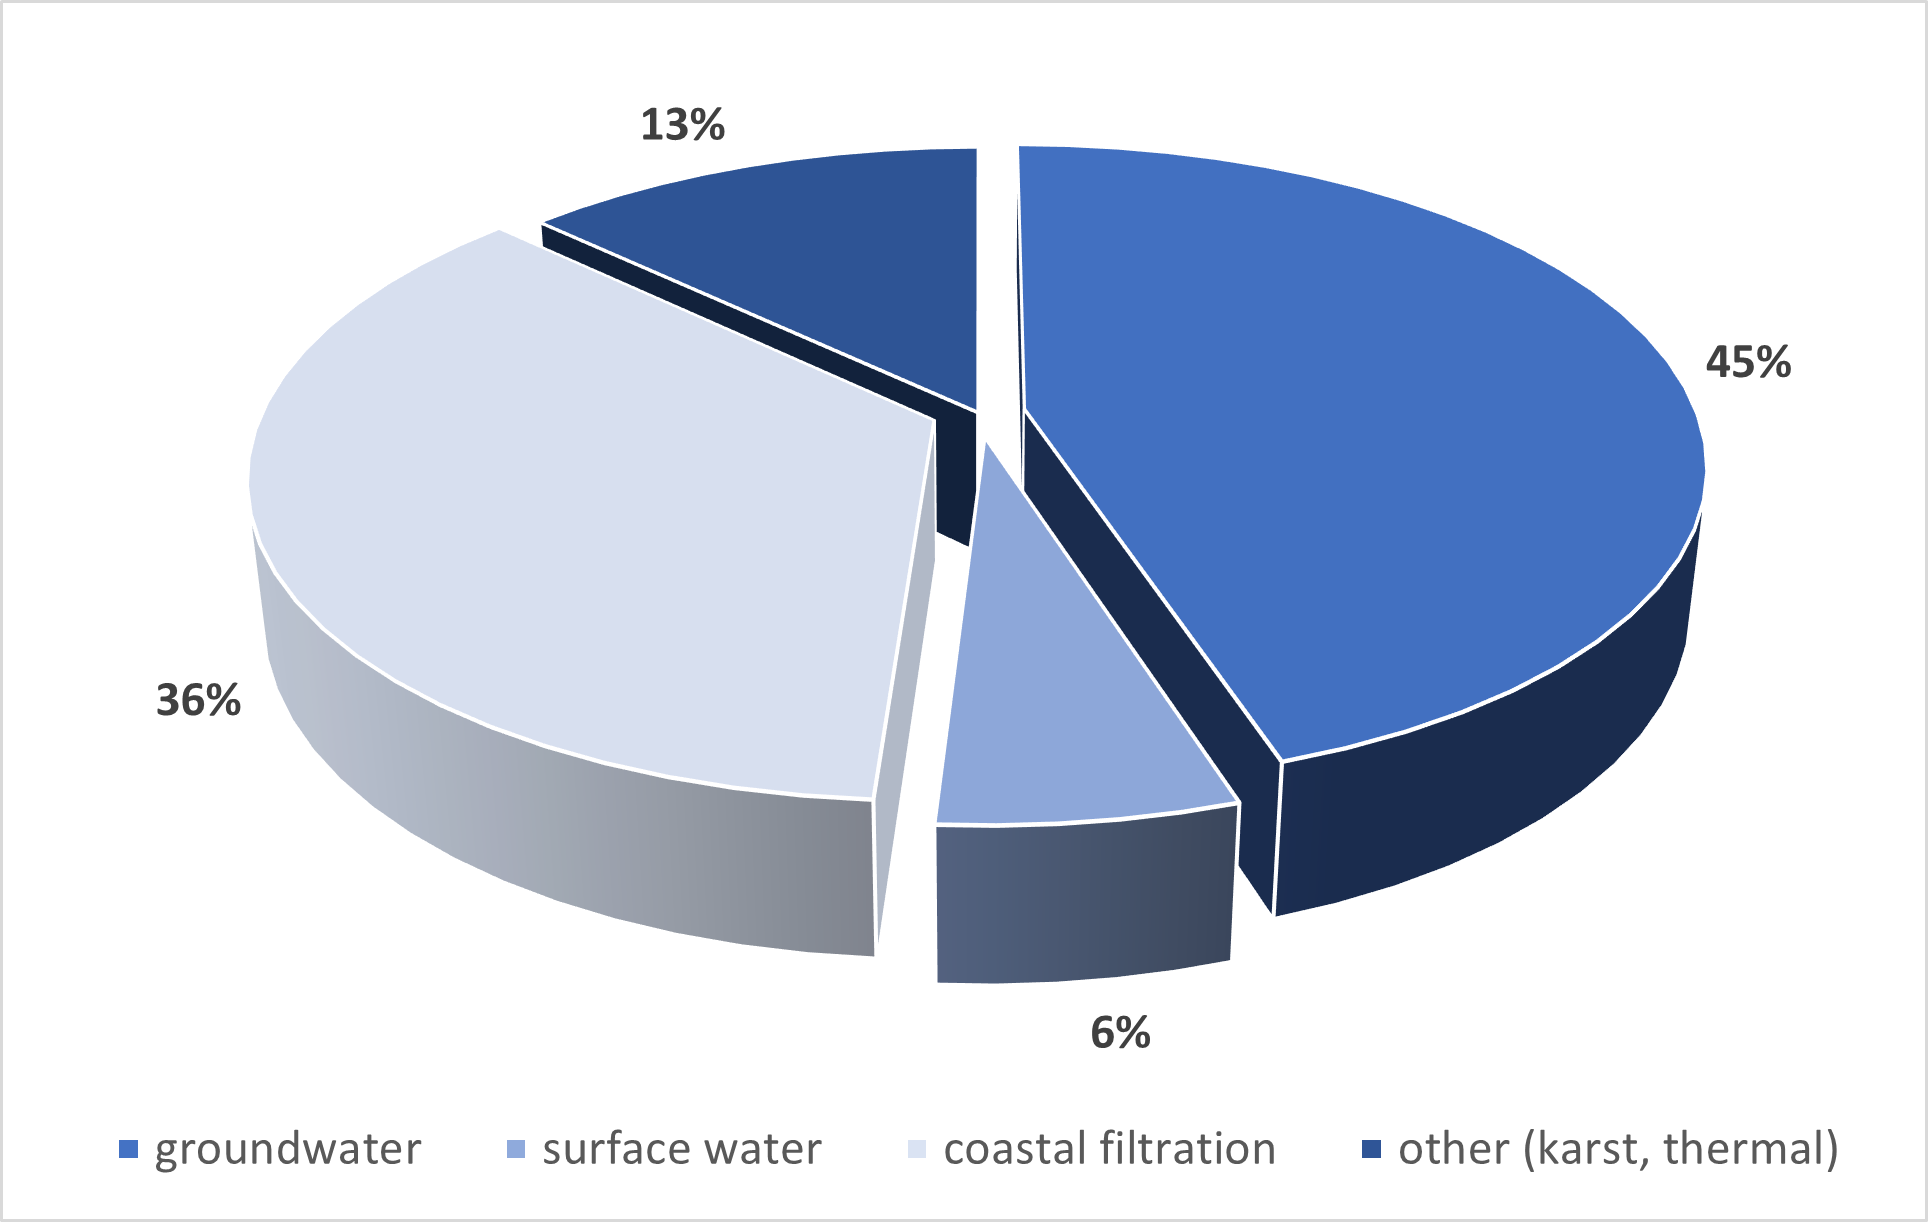 13%
45%
36%
6%
groundwater surface water coastal filtration other (karst, thermal)